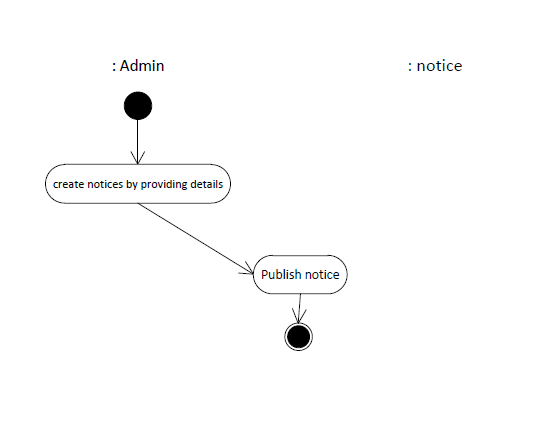 : Admin
: notice
create notices by providing details
Publish notice